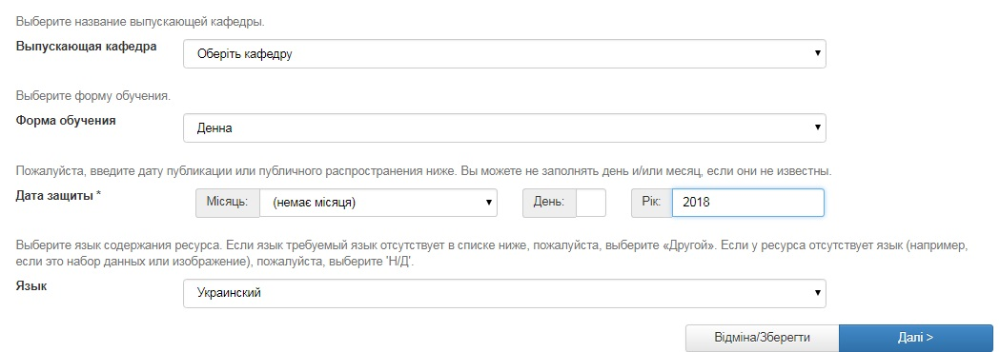 Выберите название выпускающей кафедры.
Выпускающая кафедра
Оберіть кафедру
Выберите форму обучения.
Форма обучения
Денна
Пожалуйста, введите дату публикации или публичного распространения ниже. Вы можете не заполнять день и/или месяц, если они не известны.
Дата защиты * Місяць: (немає місяця) День: Рік: 2018
Выберите язык содержания ресурса. Если язык требуемый язык отсутствует в списке ниже, пожалуйста, выберите «Другой». Если у ресурса отсутствует язык (например,
если это набор данных или изображение), пожалуйста, выберите 'Н/Д'.
Язык
Украинский
Відміна/Зберегти Далі >